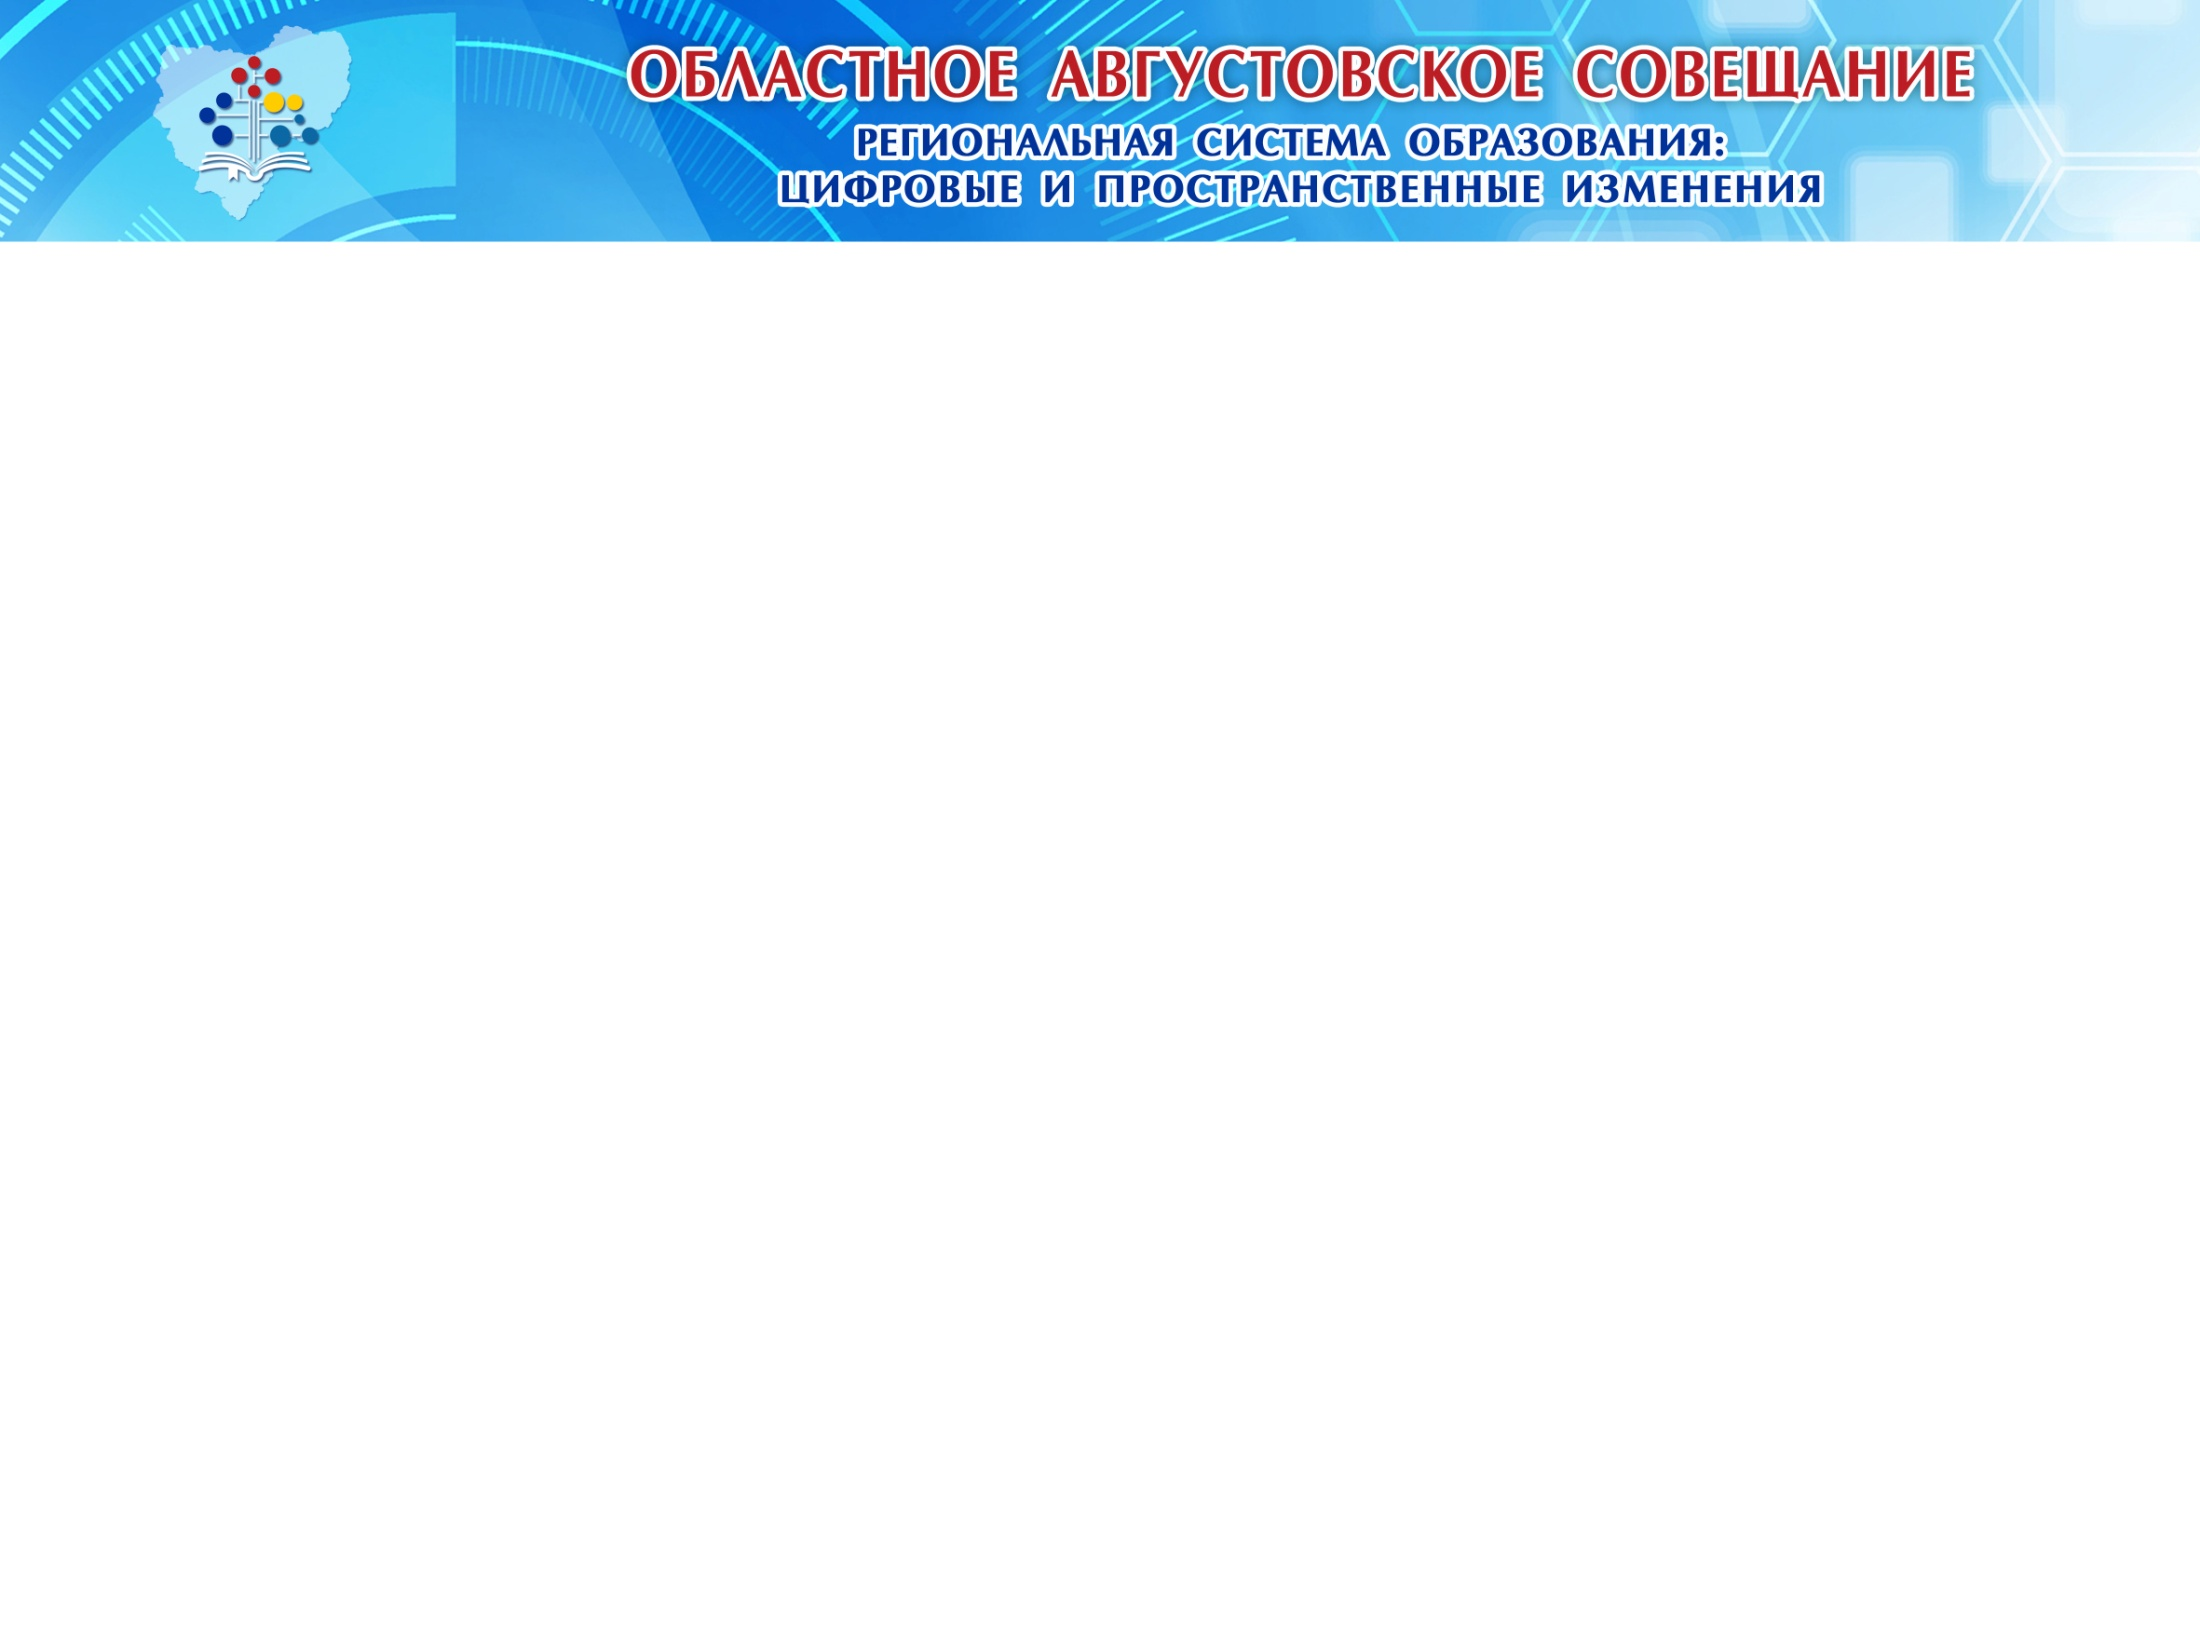 ОБЛАСТНОЕ АВГУСТОВСКОЕ СОВЕЩАНИЕ
РЕГИОНАЛЬНАЯ СИСТЕМА ОБРАЗОВАНИЯ:
ЦИФРОВЫЕ И ПРОСТРАНСТВЕННЫЕ ИЗМЕНЕНИЯ